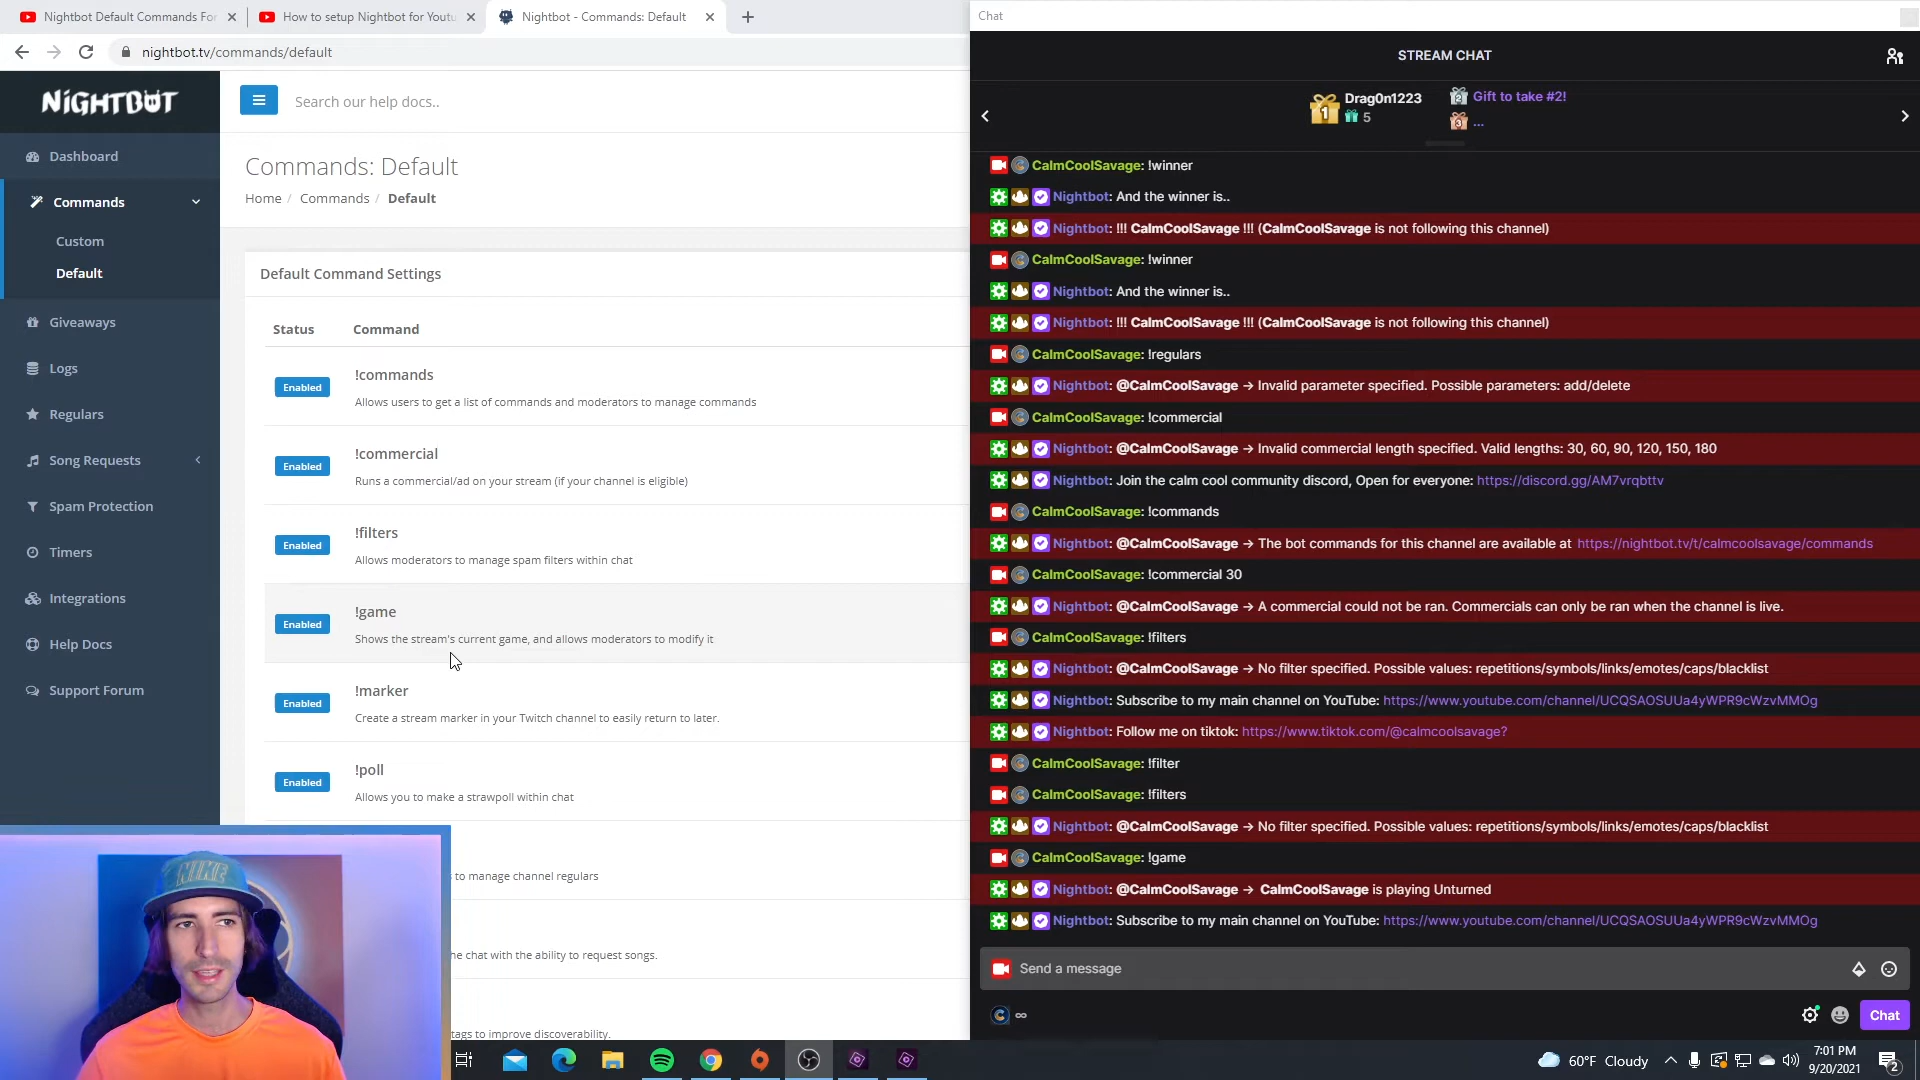 Nightbot Default Commands For
How to setup Nightbot for Youtu
Nightbot - Commands: Default
nightbot.tv/commands/default
NIGHTBOT
Search our help docs..
Dashboard
Commands
Custom
Default
Giveaways
Logs
Regulars
Song Requests
Spam Protection
Timers
Integrations
Help Docs
Support Forum
Commands: Default
Home / Commands / Default
Default Command Settings
Status Command
Enabled
!commands
Allows users to get a list of commands and moderators to manage commands
Enabled
!commercial
Runs a commercial/ad on your stream (if your channel is eligible)
Enabled
!filters
Allows moderators to manage spam filters within chat
Enabled
!game
Shows the stream's current game, and allows moderators to modify it
Enabled
!marker
Create a stream marker in your Twitch channel to easily return to later.
Enabled
!poll
Allows you to make a strawpoll within chat
s to manage channel regulars
he chat with the ability to request songs.
tags to improve discoverability.
NIKE
Chat
STREAM CHAT
1 Drag0n1223
5
2 Gift to take #2!
3 ...
CalmCoolSavage: !winner
Nightbot: And the winner is..
Nightbot: !!! CalmCoolSavage !!! (CalmCoolSavage is not following this channel)
CalmCoolSavage: !winner
Nightbot: And the winner is..
Nightbot: !!! CalmCoolSavage !!! (CalmCoolSavage is not following this channel)
CalmCoolSavage: !regulars
Nightbot: @CalmCoolSavage → Invalid parameter specified. Possible parameters: add/delete
CalmCoolSavage: !commercial
Nightbot: @CalmCoolSavage → Invalid commercial length specified. Valid lengths: 30, 60, 90, 120, 150, 180
Nightbot: Join the calm cool community discord, Open for everyone: https://discord.gg/AM7vrqbttv
CalmCoolSavage: !commands
Nightbot: @CalmCoolSavage → The bot commands for this channel are available at https://nightbot.tv/t/calmcoolsavage/commands
CalmCoolSavage: !commercial 30
Nightbot: @CalmCoolSavage → A commercial could not be ran. Commercials can only be ran when the channel is live.
CalmCoolSavage: !filters
Nightbot: @CalmCoolSavage → No filter specified. Possible values: repetitions/symbols/links/emotes/caps/blacklist
Nightbot: Subscribe to my main channel on YouTube: https://www.youtube.com/channel/UCQSAOSUUa4yWPR9cWzvMMOg
Nightbot: Follow me on tiktok: https://www.tiktok.com/@calmcoolsavage?
CalmCoolSavage: !filter
CalmCoolSavage: !filters
Nightbot: @CalmCoolSavage → No filter specified. Possible values: repetitions/symbols/links/emotes/caps/blacklist
CalmCoolSavage: !game
Nightbot: @CalmCoolSavage → CalmCoolSavage is playing Unturned
Nightbot: Subscribe to my main channel on YouTube: https://www.youtube.com/channel/UCQSAOSUUa4yWPR9cWzvMMOg
Send a message
∞
Chat
60°F Cloudy
7:01 PM
9/20/2021
2